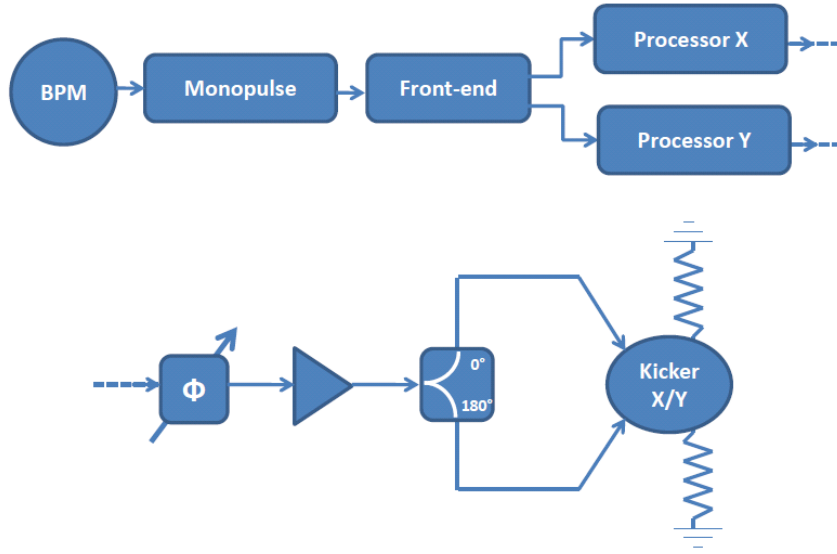 BPM
Monopulse
Front-end
Processor X
Processor Y
Φ
0°
180°
Kicker
X/Y